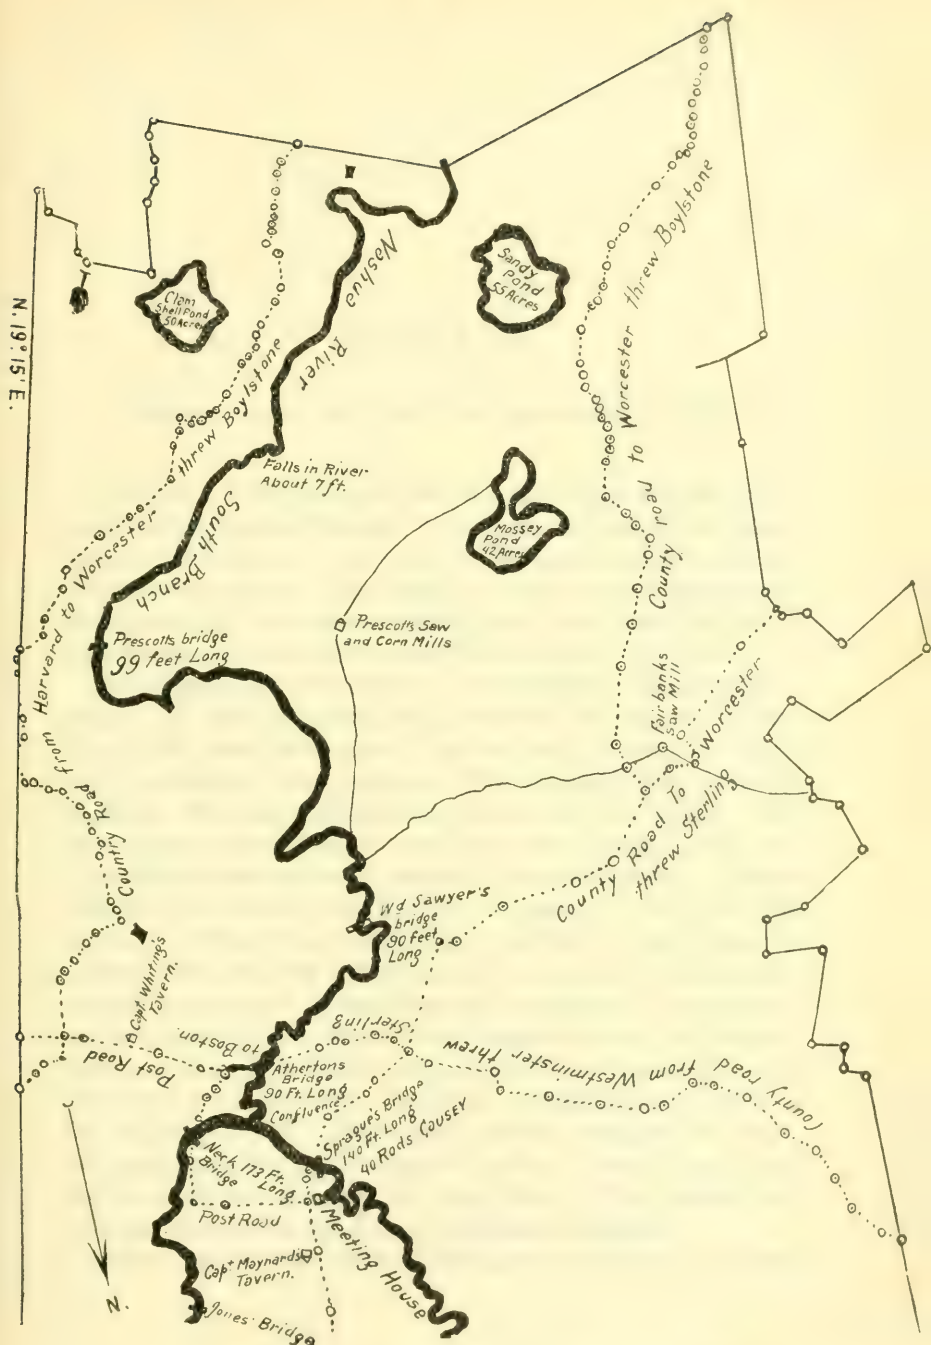 N. 19° 15' E.
Clam
Shell Pond
50 Acres
Nashua River
Sandy
Pond
55 Acres
County road to Worcester threw Boylstone
Falls in River
About 7 ft.
South Branch
Mossey
Pond
42 Acres
Country Road from Harvard to Worcester threw Boylstone
Prescotts bridge
99 feet Long
Prescotts Saw
and Corn Mills
Fairbanks
Saw Mill
County Road To Worcester
threw Sterling
Wd Sawyer's
bridge
90 feet
Long
Capt. Whiting's
Tavern.
Post Road to Boston.
County road from Westminster threw Sterling
Athertons
Bridge
90 Ft. Long
Confluence
Sprague's Bridge
140 Ft. Long
40 Rods Causey
Neck 173 Ft.
Bridge Long
Post Road
Meeting House
Capt Maynards
Tavern.
Jones' Bridge
N.